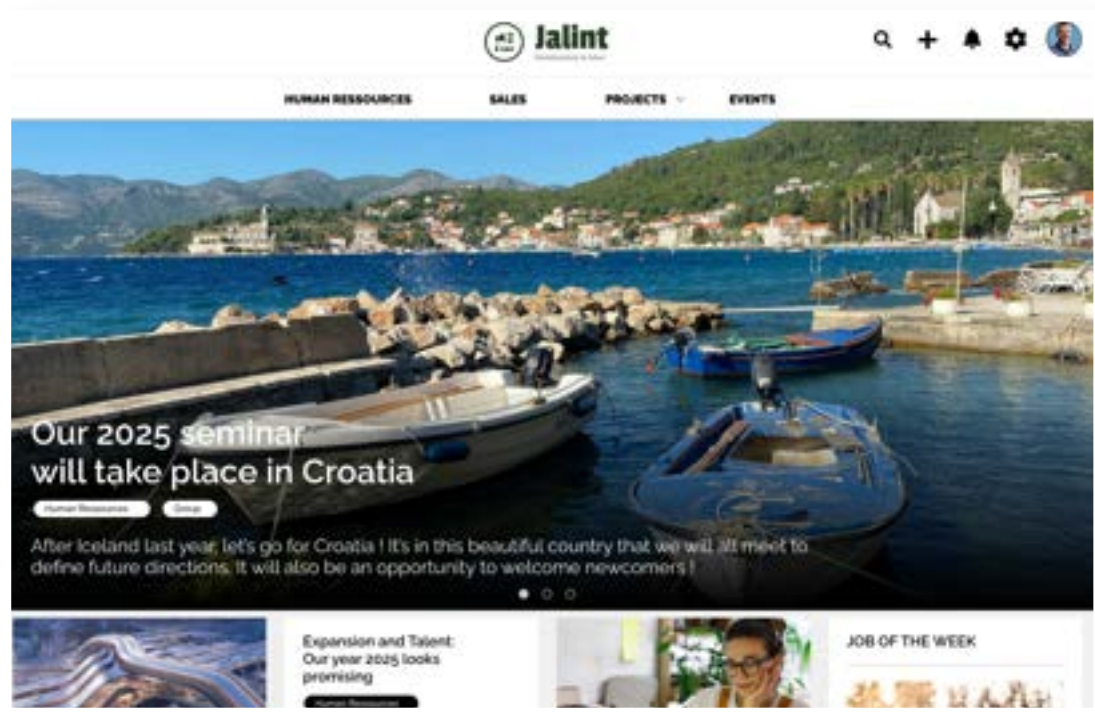 Jalint
HUMAN RESSOURCES
SALES
PROJECTS
EVENTS
Our 2025 seminar
will take place in Croatia
Human Ressources
Group
After Iceland last year, let's go for Croatia ! It's in this beautiful country that we will all meet to
define future directions. It will also be an opportunity to welcome newcomers !
Expansion and Talent:
Our year 2025 looks
promising
Human Ressources
JOB OF THE WEEK